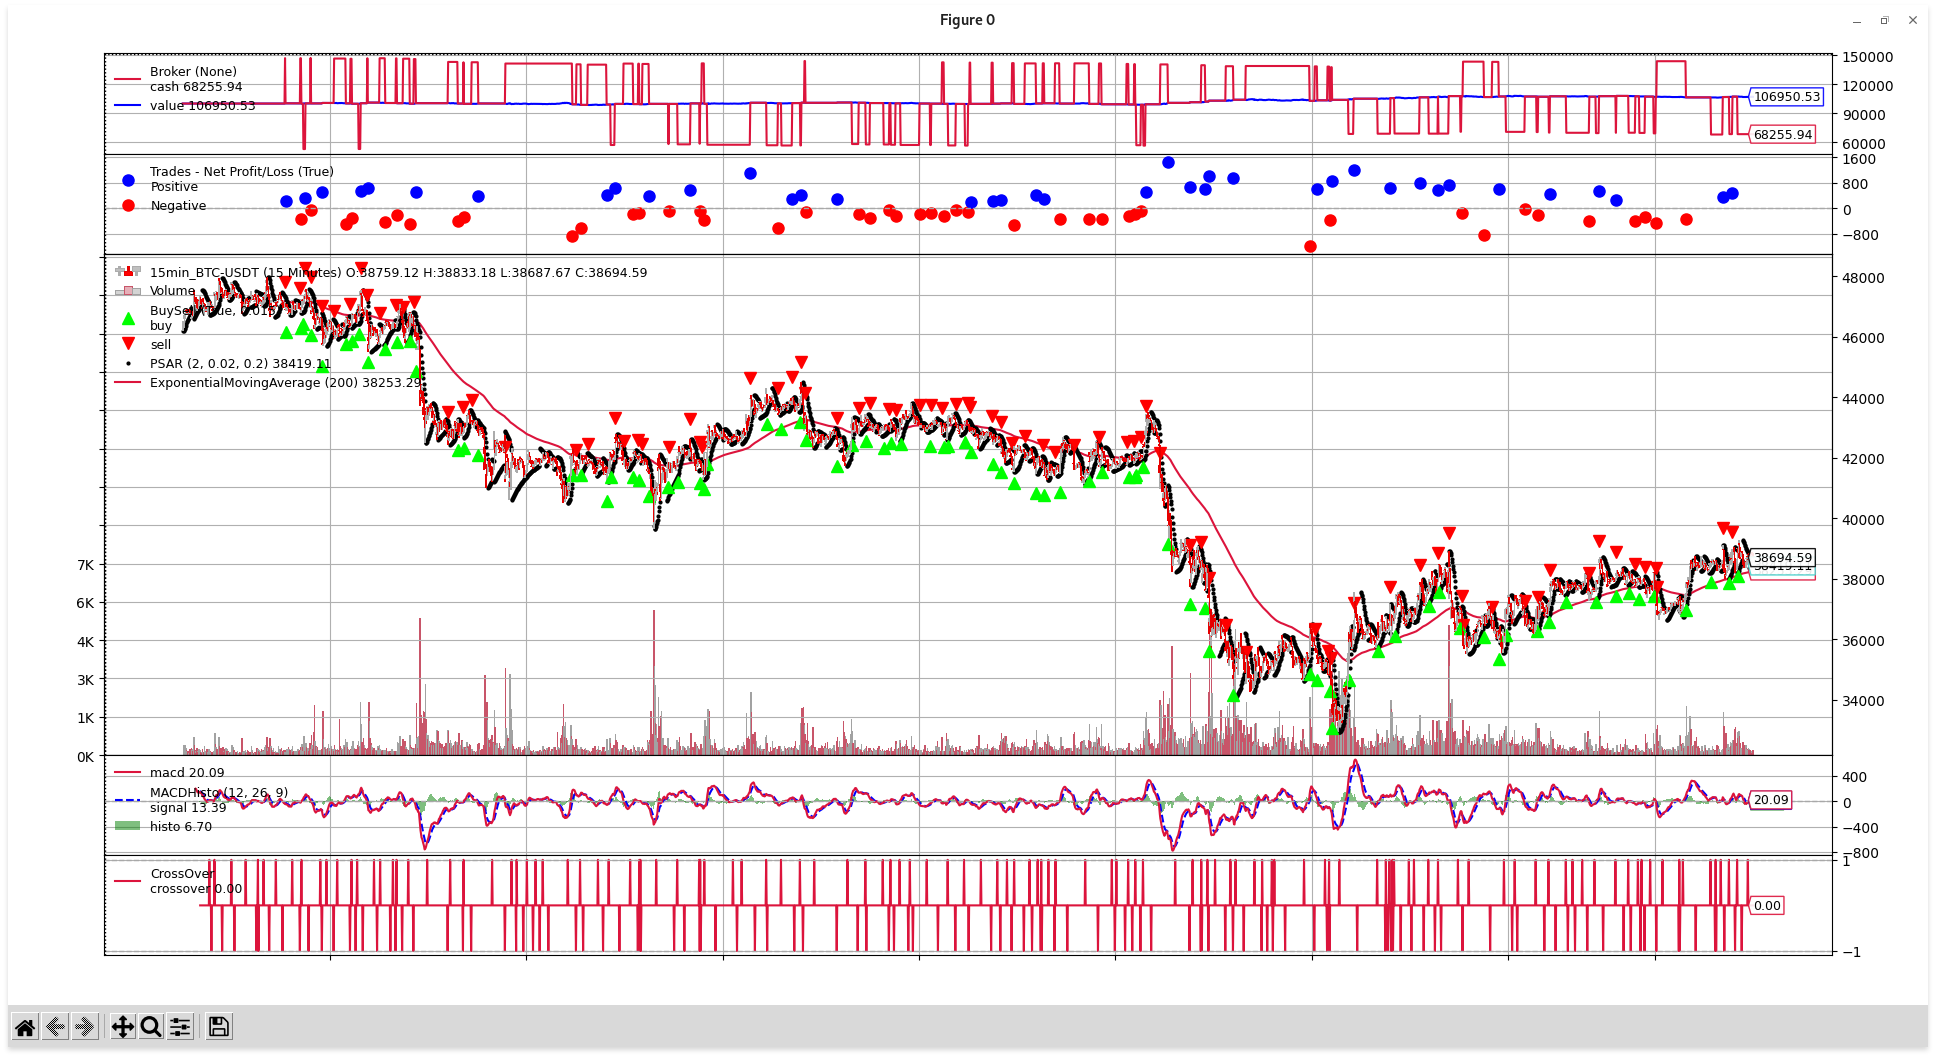 Figure 0
Broker (None)
cash 68255.94
value 106950.53
150000
120000
90000
60000
106950.53
68255.94
Trades - Net Profit/Loss (True)
Positive
Negative
1600
800
0
−800
15min_BTC-USDT (15 Minutes) O:38759.12 H:38833.18 L:38687.67 C:38694.59
Volume
buy
sell
PSAR (2, 0.02, 0.2) 38419.11
ExponentialMovingAverage (200) 38253.29
48000
46000
44000
42000
40000
38000
36000
34000
38694.59
38419.11
7K
6K
4K
3K
1K
0K
macd 20.09
MACDHisto (12, 26, 9)
signal 13.39
histo 6.70
400
0
−400
−800
20.09
CrossOver
crossover 0.00
1
0.00
−1